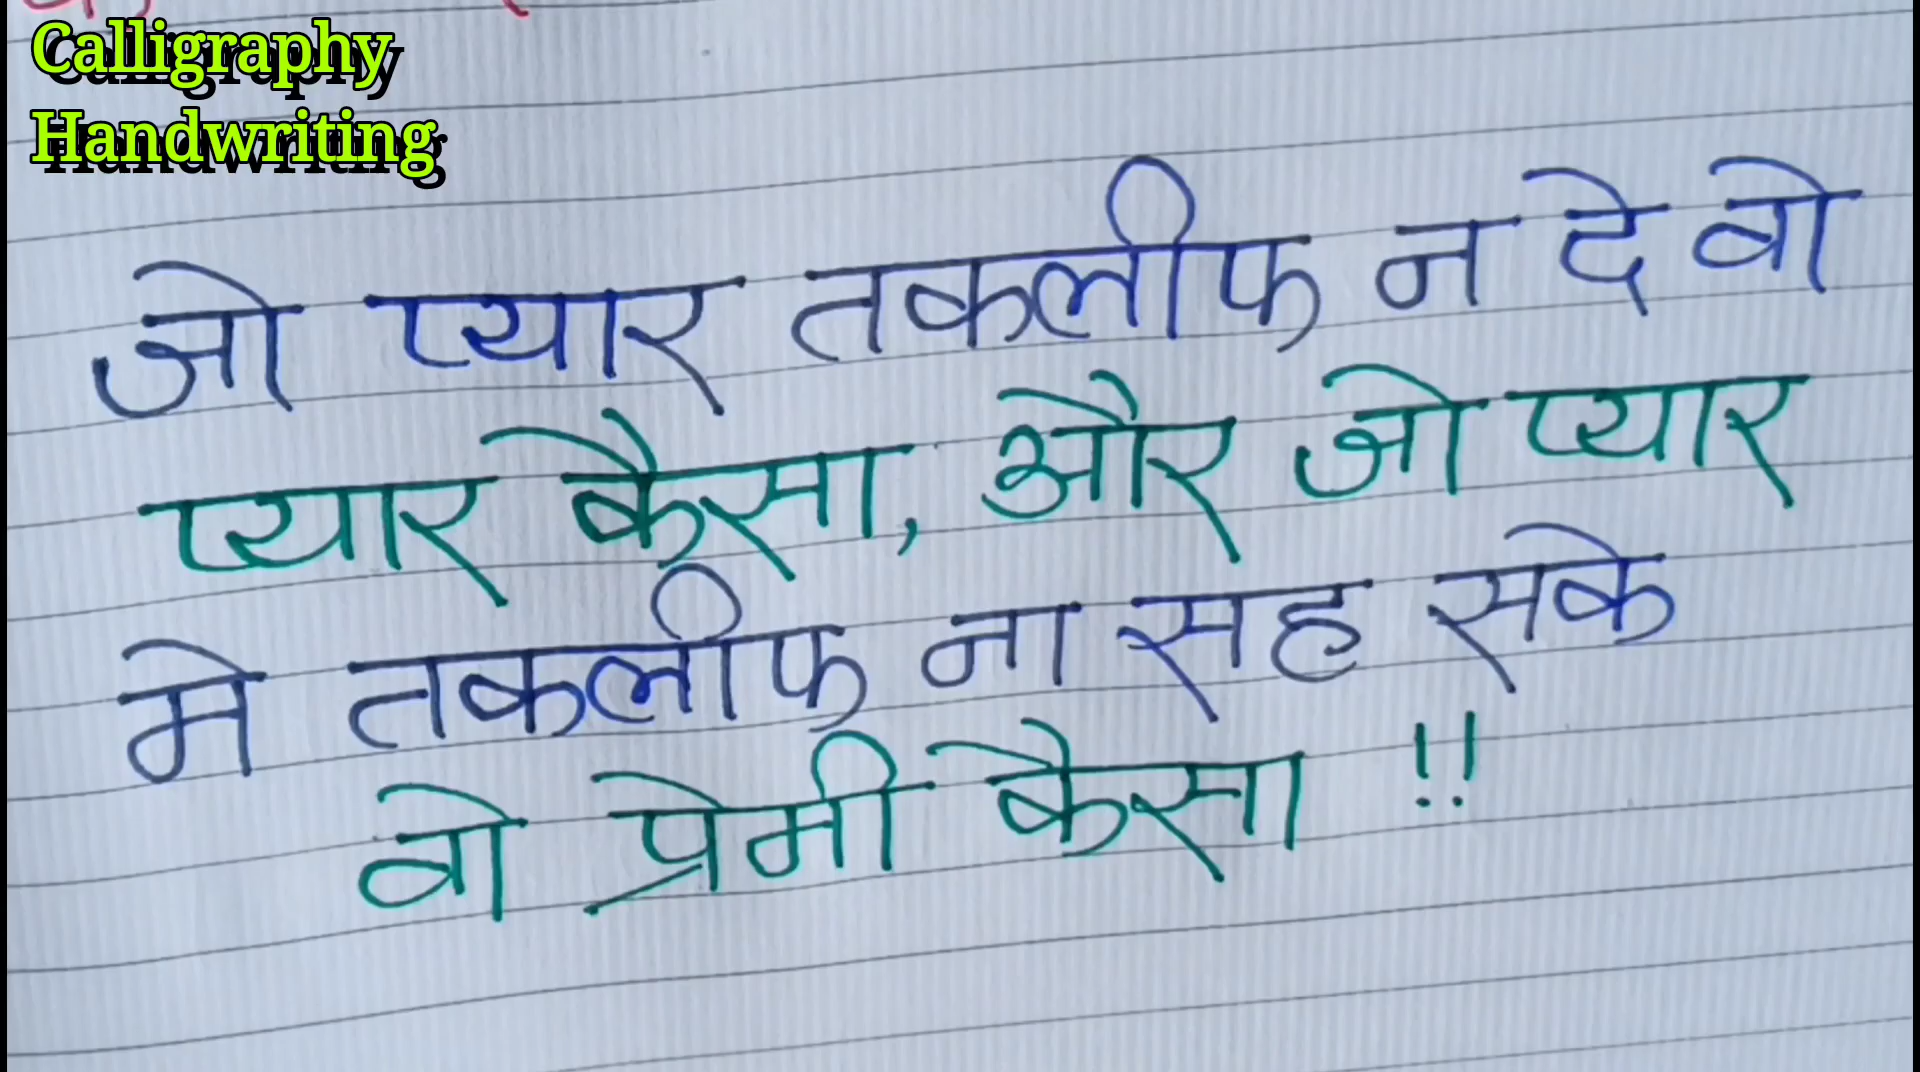 Calligraphy
Handwriting
जो प्यार तकलीफ न दे वो
प्यार कैसा, और जो प्यार
मे तकलीफ ना सह सके
वो प्रेमी कैसा !!